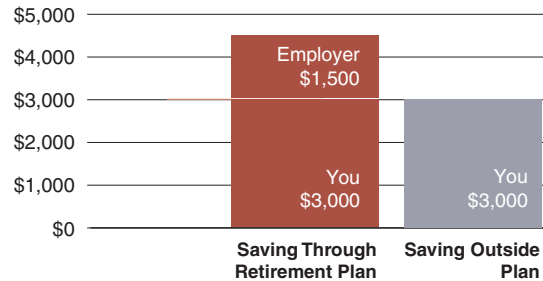 $5,000
$4,000
$3,000
$2,000
$1,000
$0
Employer
$1,500
You
$3,000
You
$3,000
Saving Through
Retirement Plan
Saving Outside
Plan